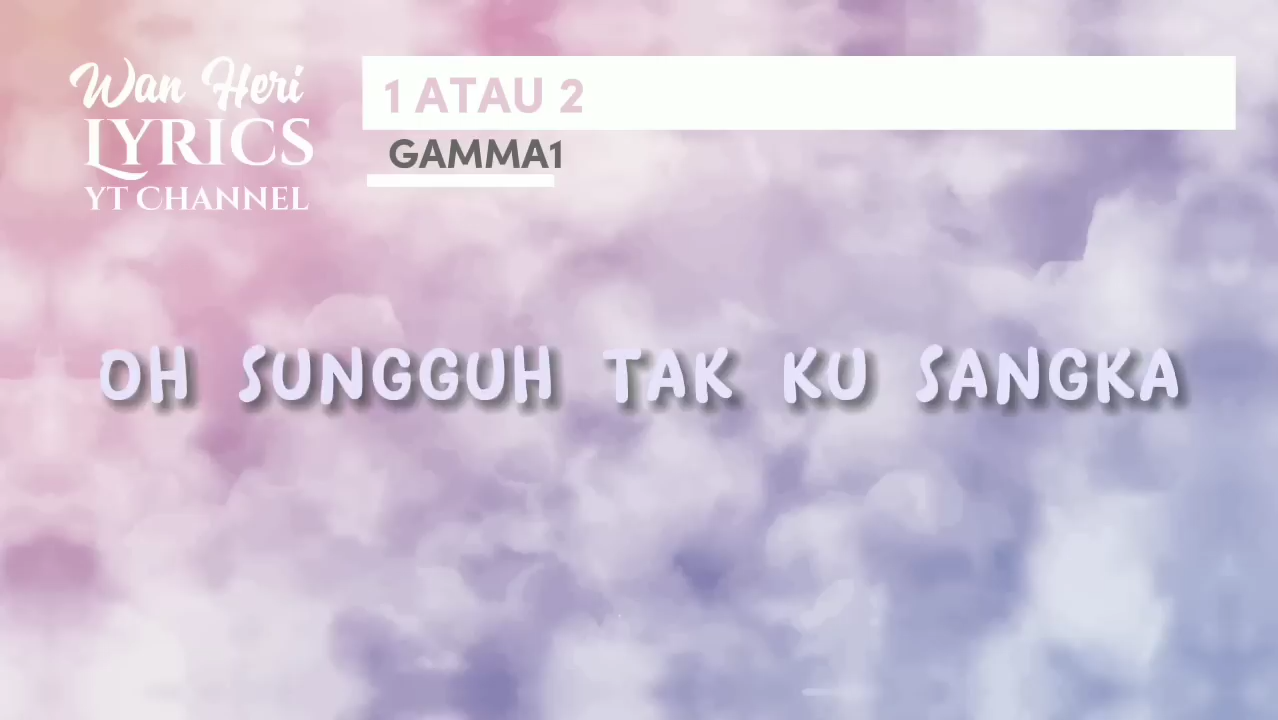 Wan Heri
LYRICS
YT CHANNEL
1 ATAU 2
GAMMA1
OH SUNGGUH TAK KU SANGKA